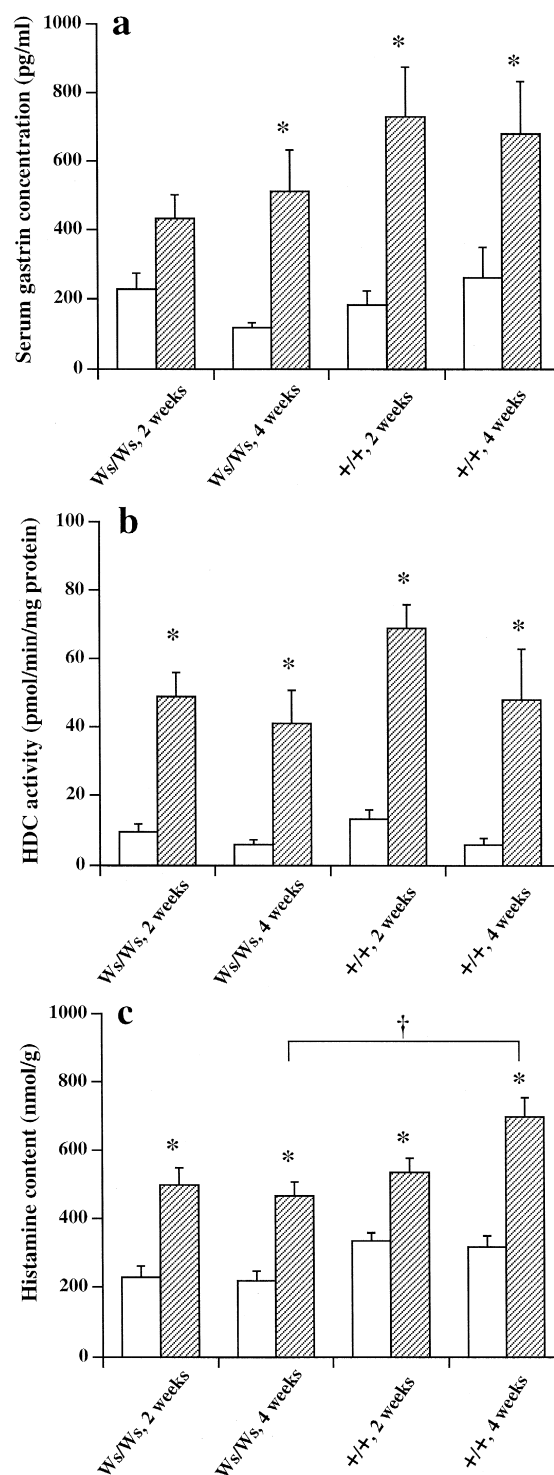 a
Serum gastrin concentration (pg/ml)
1000
800
600
400
200
0
*
*
*
Ws/Ws, 2 weeks
Ws/Ws, 4 weeks
+/+, 2 weeks
+/+, 4 weeks
b
HDC activity (pmol/min/mg protein)
100
80
60
40
20
0
*
*
*
*
Ws/Ws, 2 weeks
Ws/Ws, 4 weeks
+/+, 2 weeks
+/+, 4 weeks
c
Histamine content (nmol/g)
1000
800
600
400
200
0
†
*
*
*
*
Ws/Ws, 2 weeks
Ws/Ws, 4 weeks
+/+, 2 weeks
+/+, 4 weeks